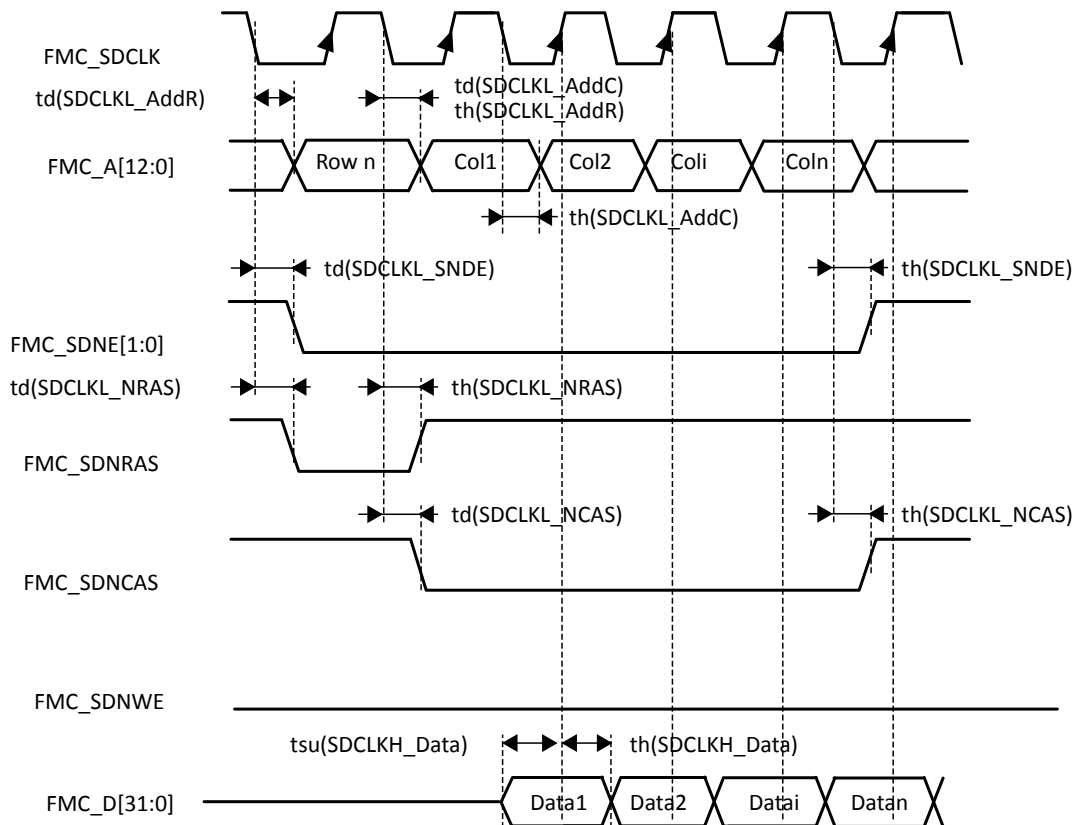 FMC_SDCLK
td(SDCLKL_AddR)
td(SDCLKL_AddC)
th(SDCLKL_AddR)
FMC_A[12:0]
Row n
Col1
Col2
Coli
Coln
th(SDCLKL_AddC)
td(SDCLKL_SNDE)
th(SDCLKL_SNDE)
FMC_SDNE[1:0]
td(SDCLKL_NRAS)
th(SDCLKL_NRAS)
FMC_SDNRAS
td(SDCLKL_NCAS)
th(SDCLKL_NCAS)
FMC_SDNCAS
FMC_SDNWE
tsu(SDCLKH_Data)
th(SDCLKH_Data)
FMC_D[31:0]
Data1
Data2
Datai
Datan